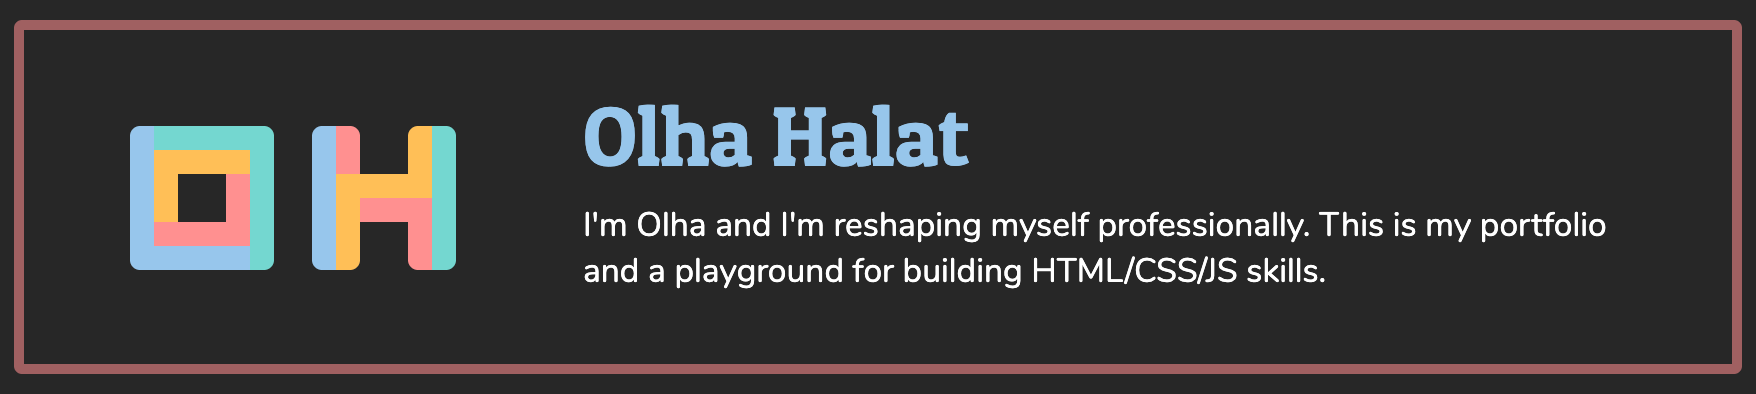 OH
Olha Halat
I'm Olha and I'm reshaping myself professionally. This is my portfolio
and a playground for building HTML/CSS/JS skills.